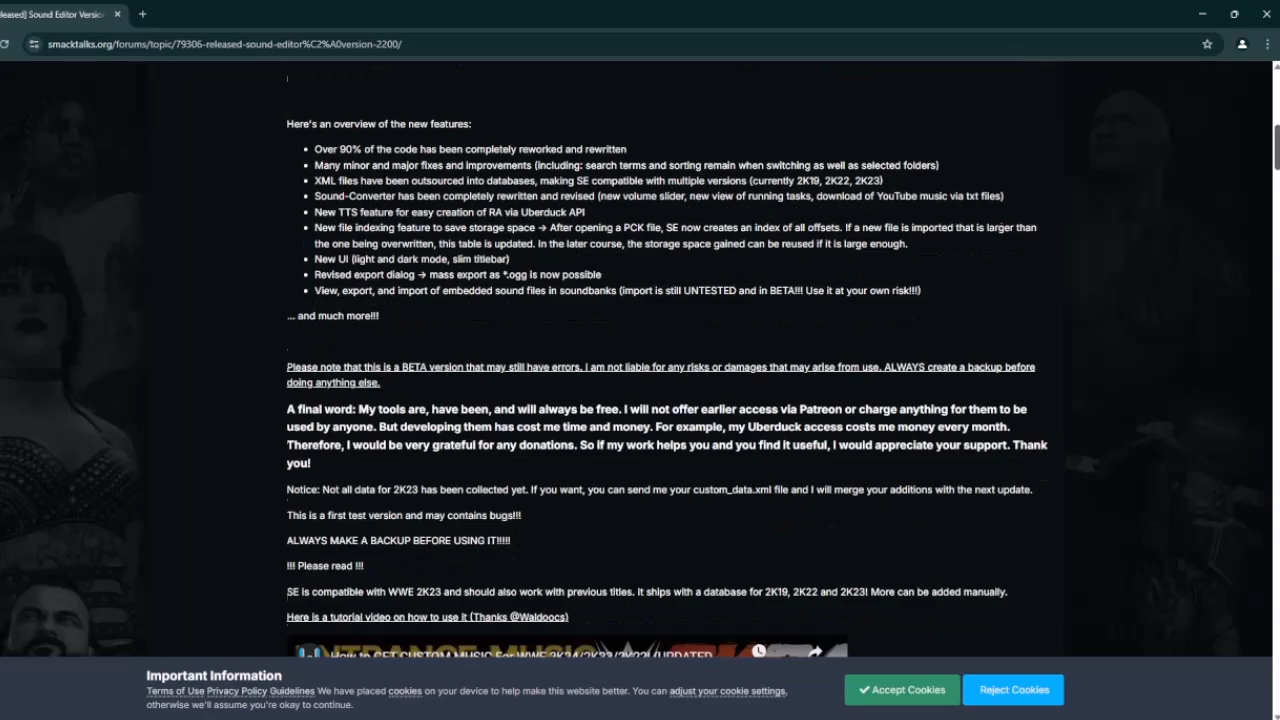 eleased] Sound Editor Versio
smacktalks.org/forums/topic/79306-released-sound-editor%C2%A0version-2200/
Here's an overview of the new features:
Over 90% of the code has been completely reworked and rewritten
Many minor and major fixes and improvements (including: search terms and sorting remain when switching as well as selected folders)
XML files have been outsourced into databases, making SE compatible with multiple versions (currently 2K19, 2K22, 2K23)
Sound-Converter has been completely rewritten and revised (new volume slider, new view of running tasks, download of YouTube music via txt files)
New TTS feature for easy creation of RA via Uberduck API
New file indexing feature to save storage space → After opening a PCK file, SE now creates an index of all offsets. If a new file is imported that is larger than
the one being overwritten, this table is updated. In the later course, the storage space gained can be reused if it is large enough.
New UI (light and dark mode, slim titlebar)
Revised export dialog → mass export as *.ogg is now possible
View, export, and import of embedded sound files in soundbanks (import is still UNTESTED and in BETA!!! Use it at your own risk!!!)
... and much more!!!
Please note that this is a BETA version that may still have errors. I am not liable for any risks or damages that may arise from use. ALWAYS create a backup before
doing anything else.
A final word: My tools are, have been, and will always be free. I will not offer earlier access via Patreon or charge anything for them to be
used by anyone. But developing them has cost me time and money. For example, my Uberduck access costs me money every month.
Therefore, I would be very grateful for any donations. So if my work helps you and you find it useful, I would appreciate your support. Thank
you!
Notice: Not all data for 2K23 has been collected yet. If you want, you can send me your custom_data.xml file and I will merge your additions with the next update.
This is a first test version and may contains bugs!!!
ALWAYS MAKE A BACKUP BEFORE USING IT!!!!!
!!! Please read !!!
SE is compatible with WWE 2K23 and should also work with previous titles. It ships with a database for 2K19, 2K22 and 2K23! More can be added manually.
Here is a tutorial video on how to use it (Thanks @Waldoocs)
How to GET CUSTOM MUSIC For WWE 2K24/2K23/2K22! (UPDATED
Important Information
Terms of Use Privacy Policy Guidelines We have placed cookies on your device to help make this website better. You can adjust your cookie settings,
otherwise we'll assume you're okay to continue.
Accept Cookies
Reject Cookies